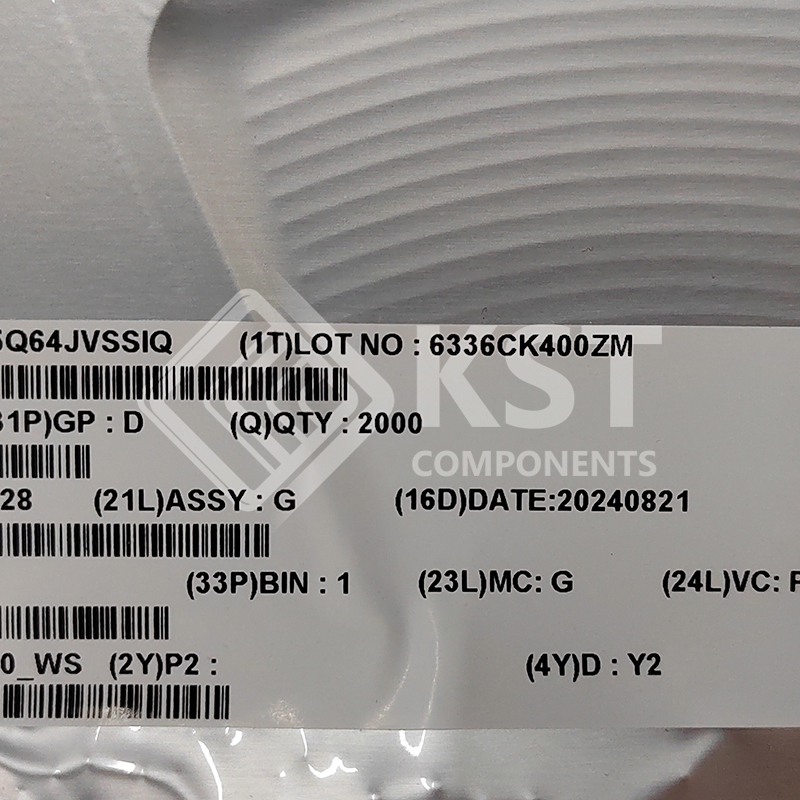 5Q64JVSSIQ (1T)LOT NO : 6336CK400ZM
31P)GP : D (Q)QTY : 2000
28 (21L)ASSY : G (16D)DATE:20240821
(33P)BIN : 1 (23L)MC: G (24L)VC:
0_WS (2Y)P2 : (4Y)D : Y2
KST
COMPONENTS